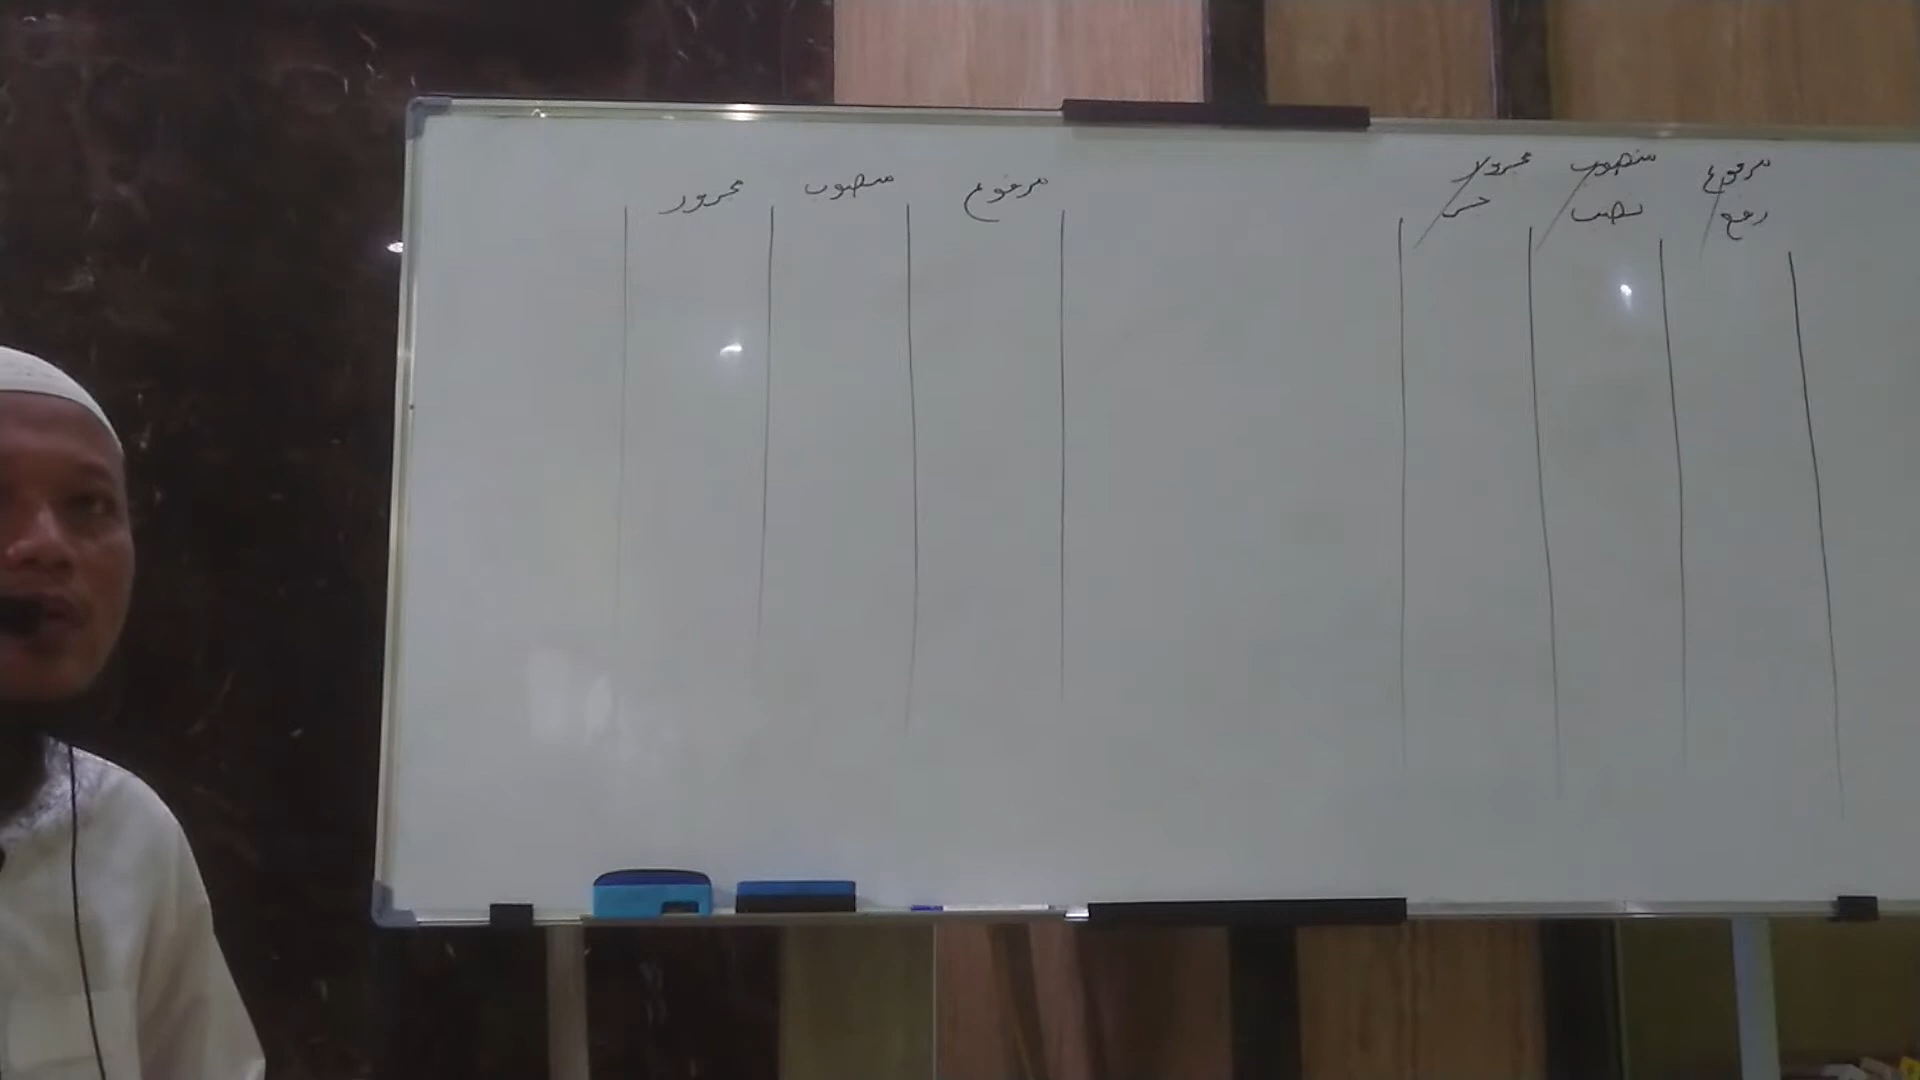 مرفوع / رفع
منصوب / نصب
مجرور / جر
مرفوع
منصوب
مجرور